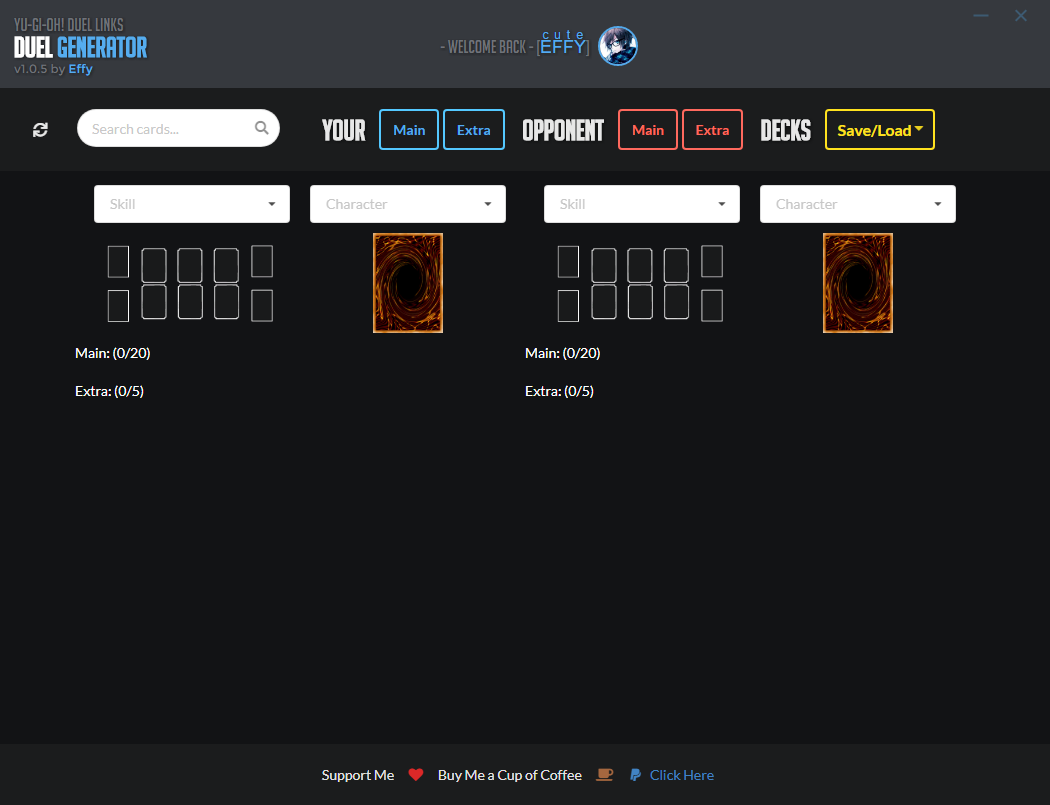 YU-GI-OH! DUEL LINKS
DUEL GENERATOR
v1.0.5 by Effy
- WELCOME BACK - [cute EFFY]
Search cards...
YOUR Main Extra OPPONENT Main Extra DECKS Save/Load
Skill Character Skill Character
Main: (0/20) Main: (0/20)
Extra: (0/5) Extra: (0/5)
Support Me Buy Me a Cup of Coffee Click Here